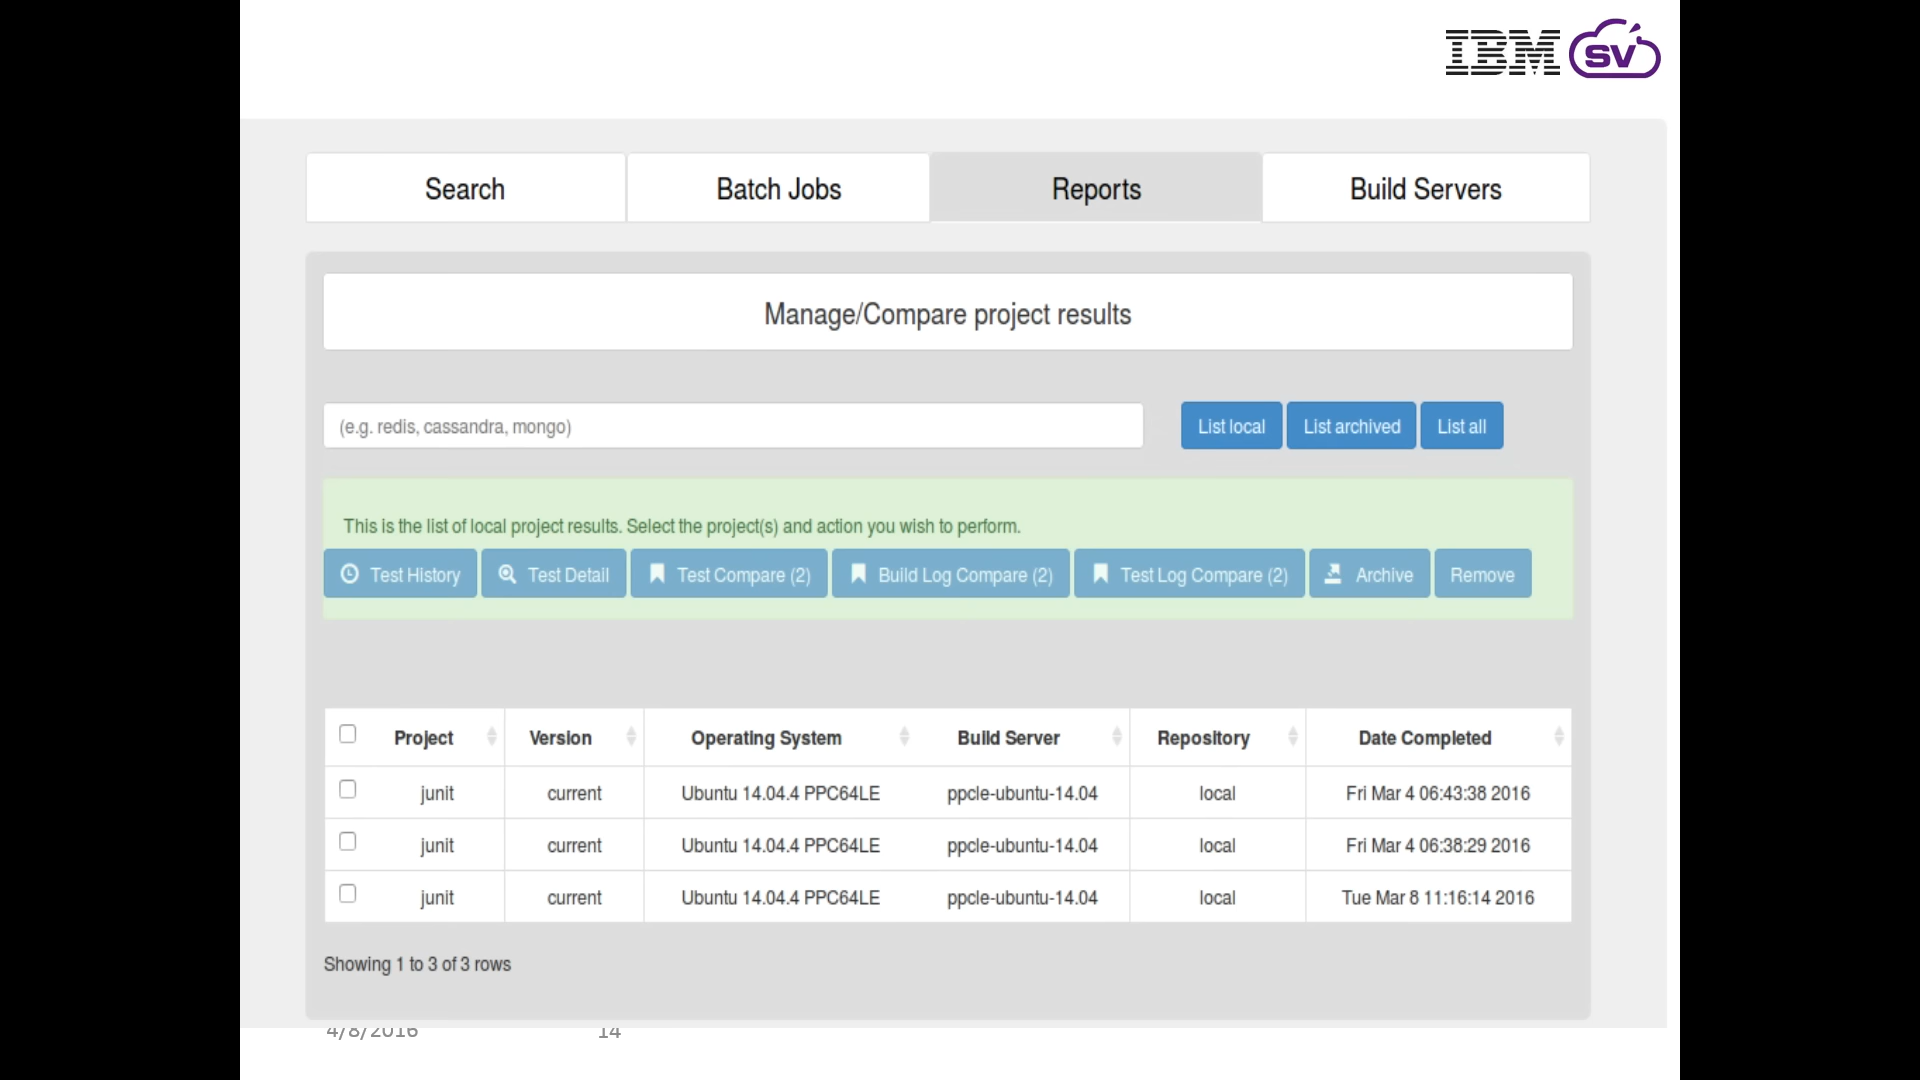 IBM SV
Search Batch Jobs Reports Build Servers
Manage/Compare project results
(e.g. redis, cassandra, mongo) List local List archived List all
This is the list of local project results. Select the project(s) and action you wish to perform.
Test History Test Detail Test Compare (2) Build Log Compare (2) Test Log Compare (2) Archive Remove
Project Version Operating System Build Server Repository Date Completed
junit current Ubuntu 14.04.4 PPC64LE ppcle-ubuntu-14.04 local Fri Mar 4 06:43:38 2016
junit current Ubuntu 14.04.4 PPC64LE ppcle-ubuntu-14.04 local Fri Mar 4 06:38:29 2016
junit current Ubuntu 14.04.4 PPC64LE ppcle-ubuntu-14.04 local Tue Mar 8 11:16:14 2016
Showing 1 to 3 of 3 rows
4/8/2016 14